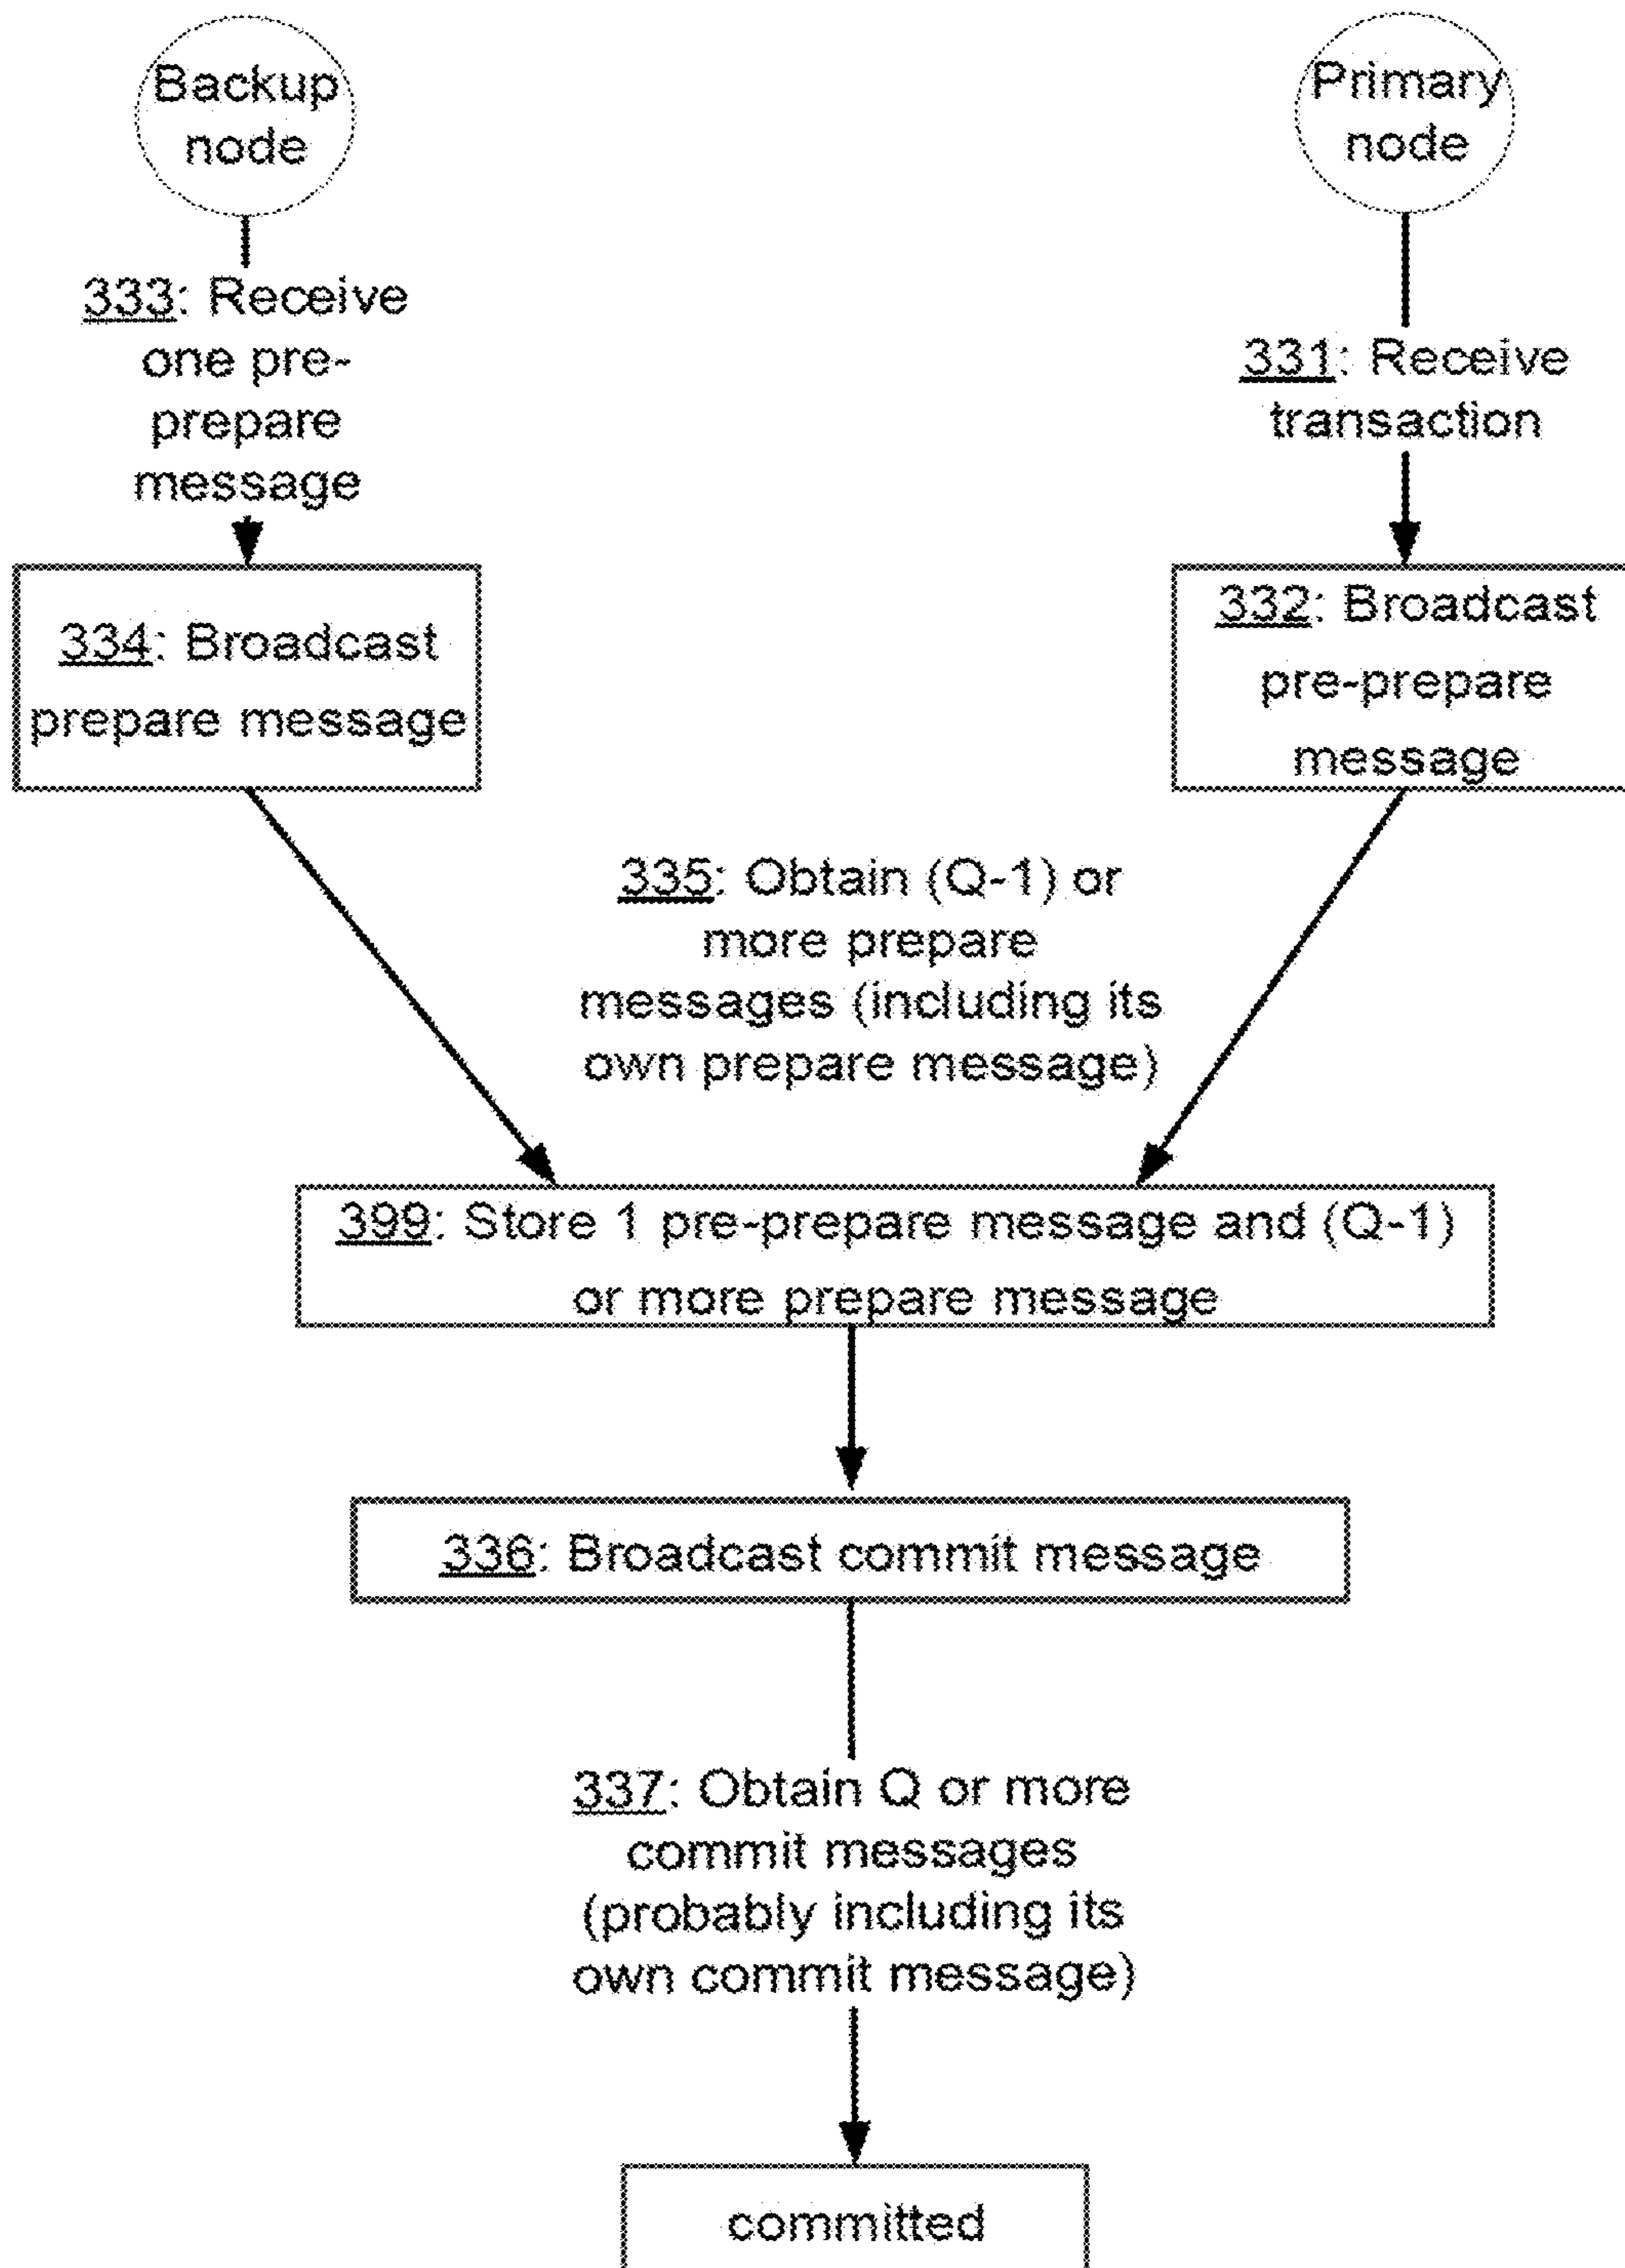 Backup
node
Primary
node
333: Receive
one pre-
prepare
message
331: Receive
transaction
334: Broadcast
prepare message
332: Broadcast
pre-prepare
message
335: Obtain (Q-1) or
more prepare
messages (including its
own prepare message)
399: Store 1 pre-prepare message and (Q-1)
or more prepare message
336: Broadcast commit message
337: Obtain Q or more
commit messages
(probably including its
own commit message)
committed